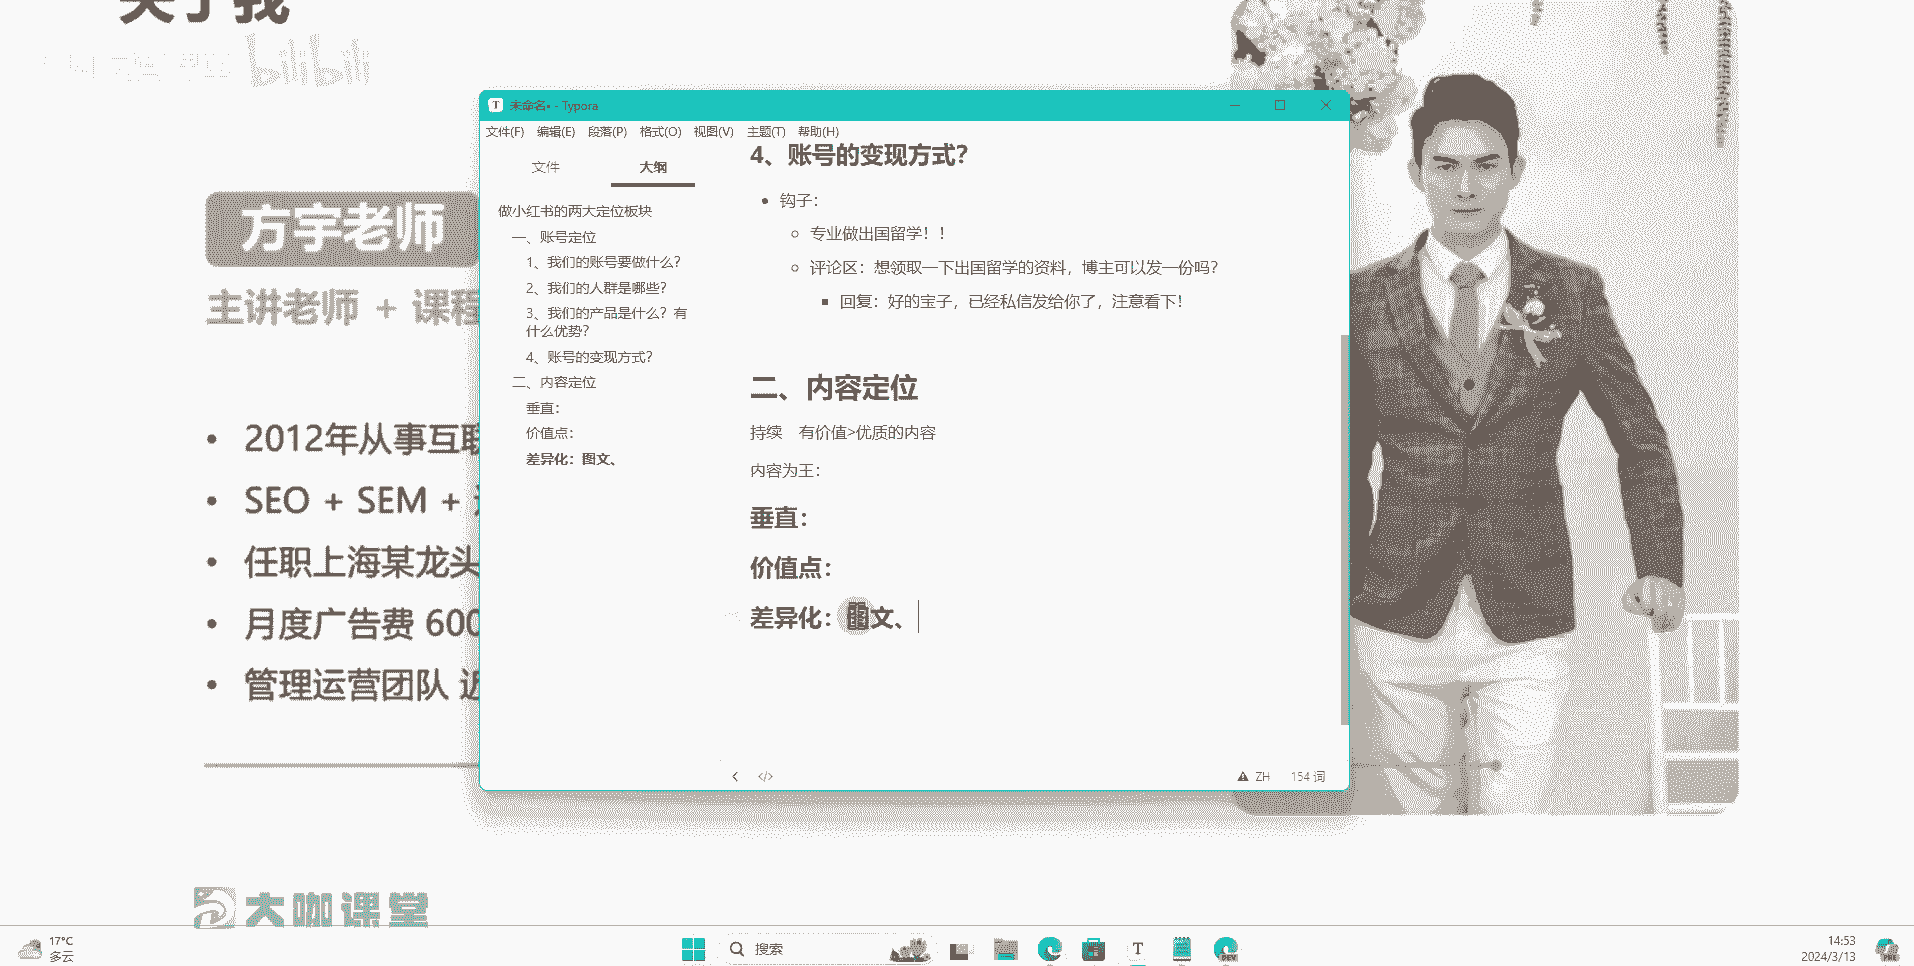 关于我
bilibili
未命名• - Typora
文件(F) 编辑(E) 段落(P) 格式(O) 视图(V) 主题(T) 帮助(H)
文件 大纲
做小红书的两大定位板块
一、账号定位
1、我们的账号要做什么?
2、我们的人群是哪些?
3、我们的产品是什么？有
什么优势?
4、账号的变现方式?
二、内容定位
垂直：
价值点：
差异化：图文、
4、账号的变现方式?
钩子：
专业做出国留学！！
评论区：想领取一下出国留学的资料，博主可以发一份吗?
回复：好的宝子，已经私信发给你了，注意看下!
二、内容定位
持续 有价值>优质的内容
内容为王：
垂直：
价值点：
差异化：图文、
ZH 154 词
方宇老师
主讲老师 + 课程
2012年从事互联
SEO + SEM +
任职上海某龙头
月度广告费 600
管理运营团队 近
大咖课堂
17°C
多云
搜索
T
DEV
14:53
2024/3/13
PRE